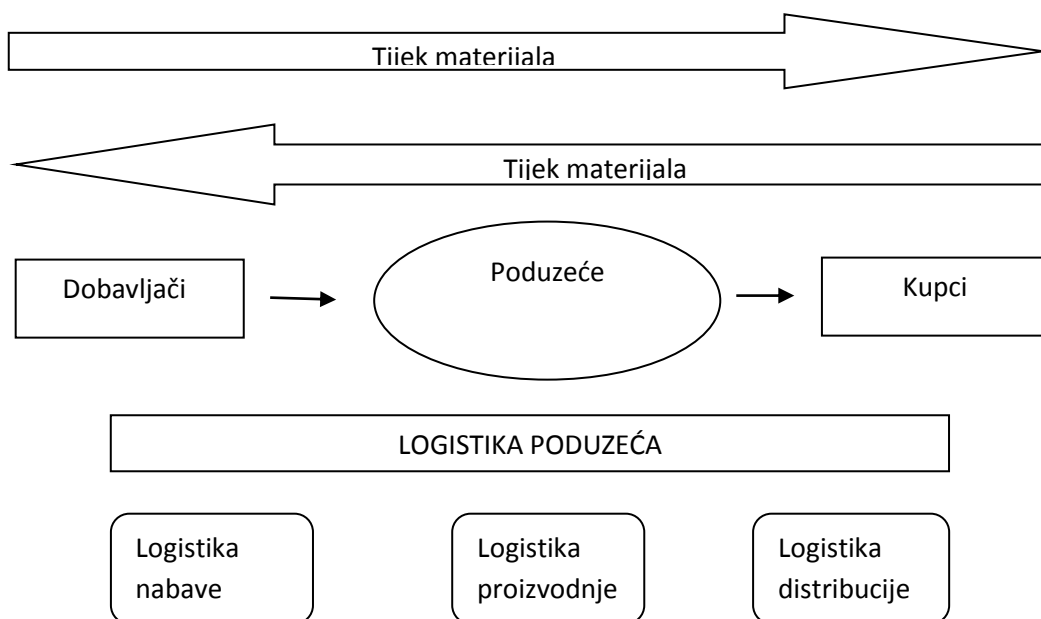 Tijek materijala
Tijek materijala
Dobavljači
Poduzeće
Kupci
LOGISTIKA PODUZEĆA
Logistika
nabave
Logistika
proizvodnje
Logistika
distribucije